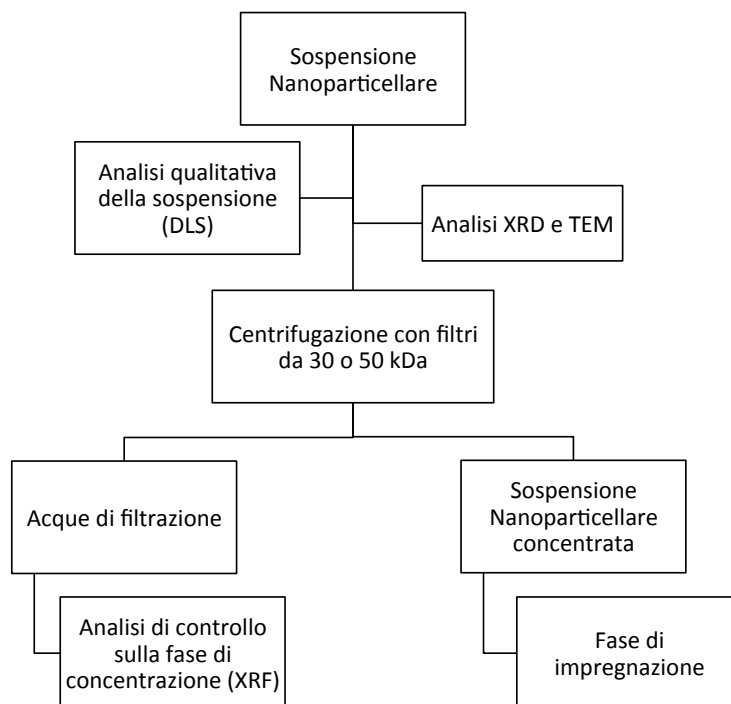 Sospensione
Nanoparticellare
Analisi qualitativa
della sospensione
(DLS)
Analisi XRD e TEM
Centrifugazione con filtri
da 30 o 50 kDa
Acque di filtrazione
Sospensione
Nanoparticellare
concentrata
Analisi di controllo
sulla fase di
concentrazione (XRF)
Fase di
impregnazione